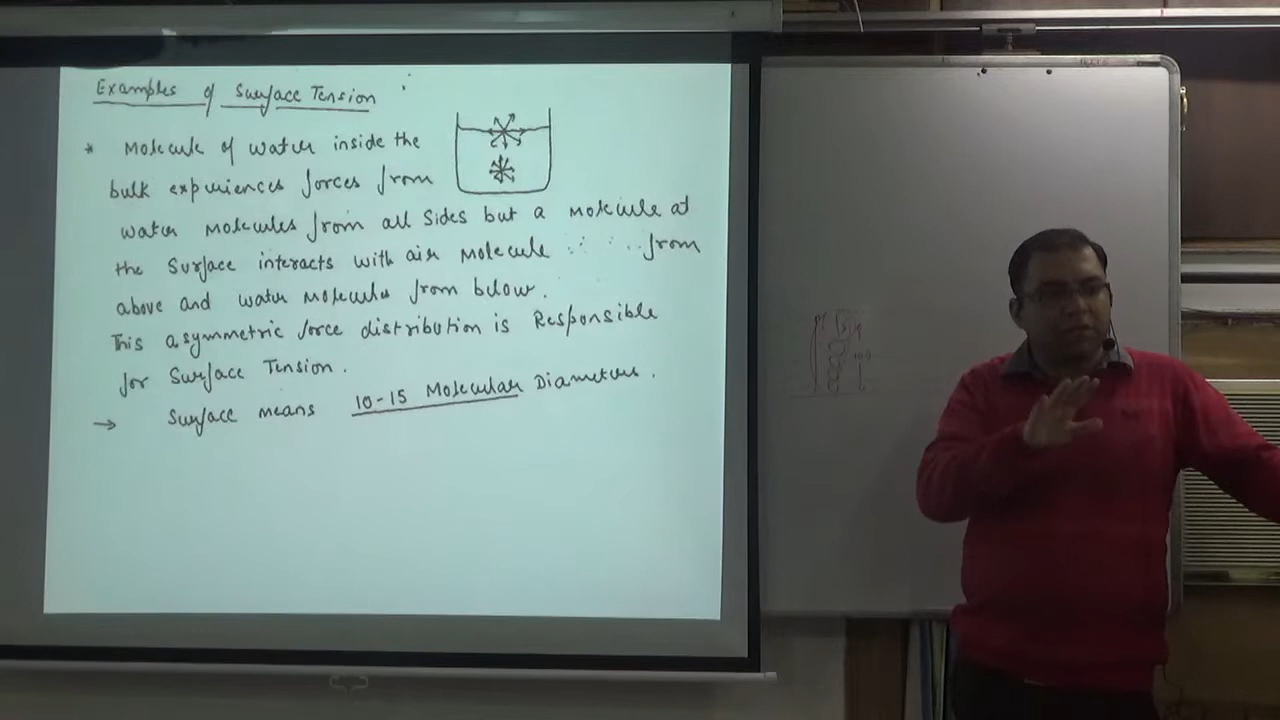 Examples of Surface Tension
* Molecule of water inside the
bulk experiences forces from
water molecules from all sides but a molecule at
the Surface interacts with air molecule from
above and water molecules from below.
This asymmetric force distribution is Responsible
for Surface Tension.
→ Surface means 10-15 Molecular Diameters.